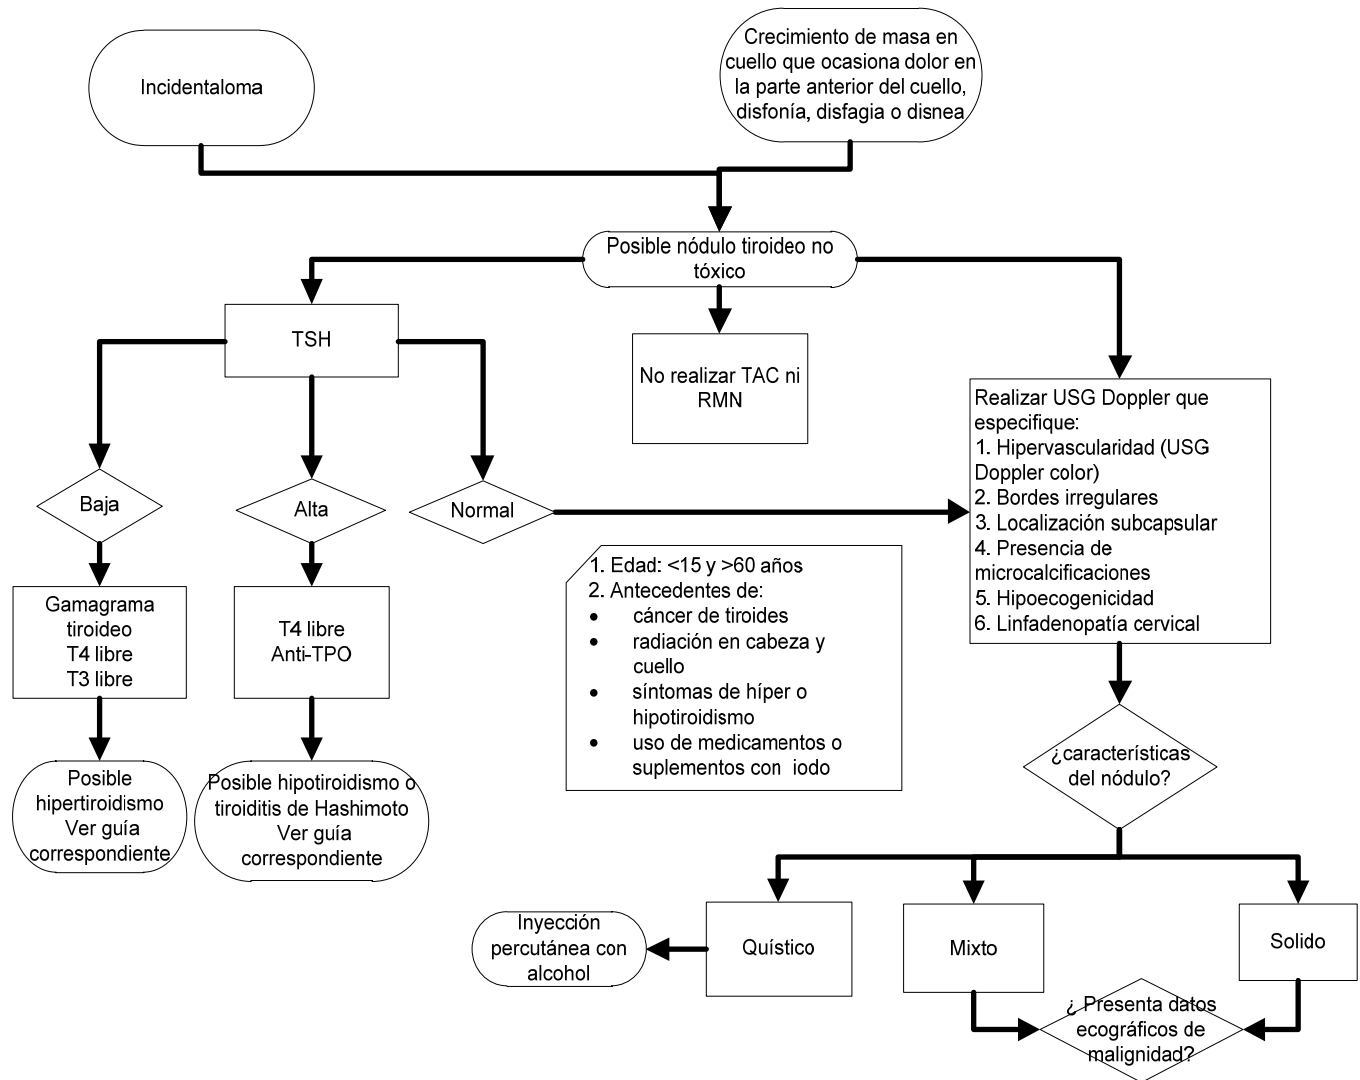 Incidentaloma
Crecimiento de masa en
cuello que ocasiona dolor en
la parte anterior del cuello,
disfonía, disfagia o disnea
Posible nódulo tiroideo no
tóxico
TSH
No realizar TAC ni
RMN
Realizar USG Doppler que
especifique:
1. Hipervascularidad (USG
Doppler color)
2. Bordes irregulares
3. Localización subcapsular
4. Presencia de
microcalcificaciones
5. Hipoecogenicidad
6. Linfadenopatía cervical
Baja
Alta
Normal
1. Edad: <15 y >60 años
2. Antecedentes de:
• cáncer de tiroides
• radiación en cabeza y
cuello
• síntomas de híper o
hipotiroidismo
• uso de medicamentos o
suplementos con iodo
Gamagrama
tiroideo
T4 libre
T3 libre
T4 libre
Anti-TPO
Posible
hipertiroidismo
Ver guía
correspondiente
Posible hipotiroidismo o
tiroiditis de Hashimoto
Ver guía
correspondiente
¿características
del nódulo?
Inyección
percutánea con
alcohol
Quístico
Mixto
Solido
¿ Presenta datos
ecográficos de
malignidad?